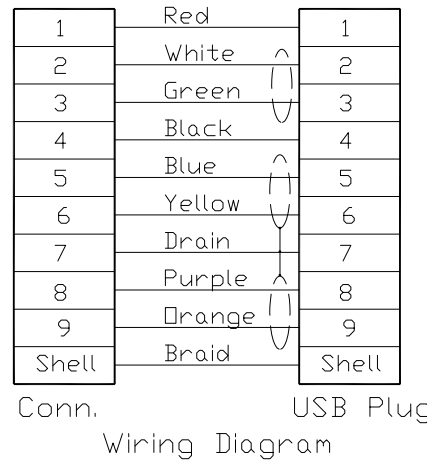 1 Red 1
2 White 2
3 Green 3
4 Black 4
5 Blue 5
6 Yellow 6
7 Drain 7
8 Purple 8
9 Orange 9
Shell Braid Shell
Conn. USB Plug
Wiring Diagram